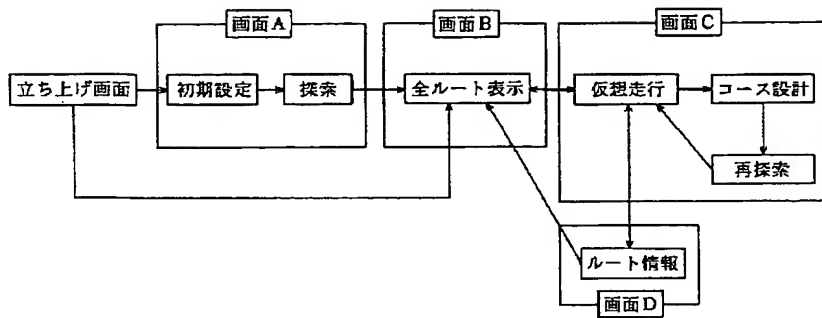 画面A
画面B
画面C
立ち上げ画面
初期設定
探索
全ルート表示
仮想走行
コース設計
再探索
ルート情報
画面D